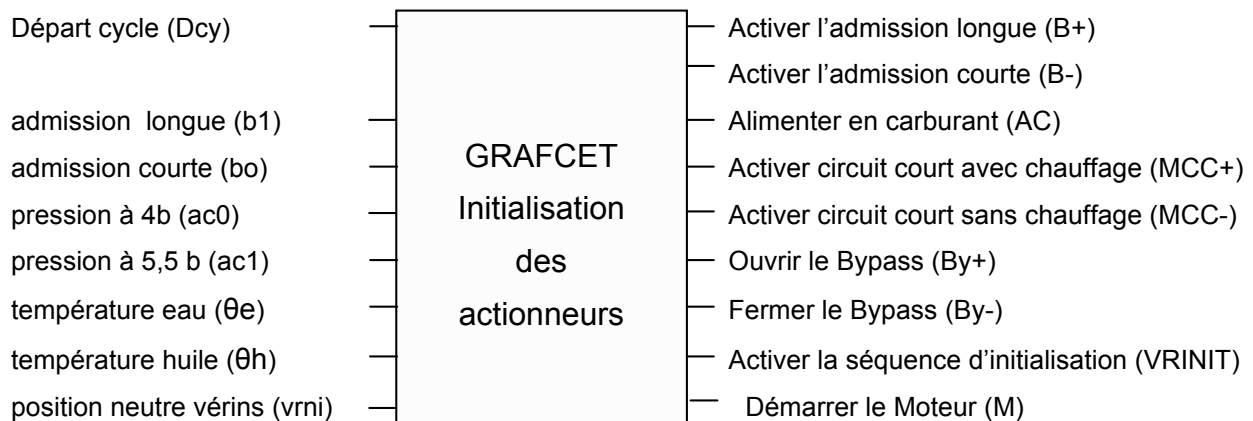 Départ cycle (Dcy)
admission longue (b1)
admission courte (bo)
pression à 4b (ac0)
pression à 5,5 b (ac1)
température eau (θe)
température huile (θh)
position neutre vérins (vrni)
GRAFCET
Initialisation
des
actionneurs
Activer l’admission longue (B+)
Activer l’admission courte (B-)
Alimenter en carburant (AC)
Activer circuit court avec chauffage (MCC+)
Activer circuit court sans chauffage (MCC-)
Ouvrir le Bypass (By+)
Fermer le Bypass (By-)
Activer la séquence d’initialisation (VRINIT)
Démarrer le Moteur (M)